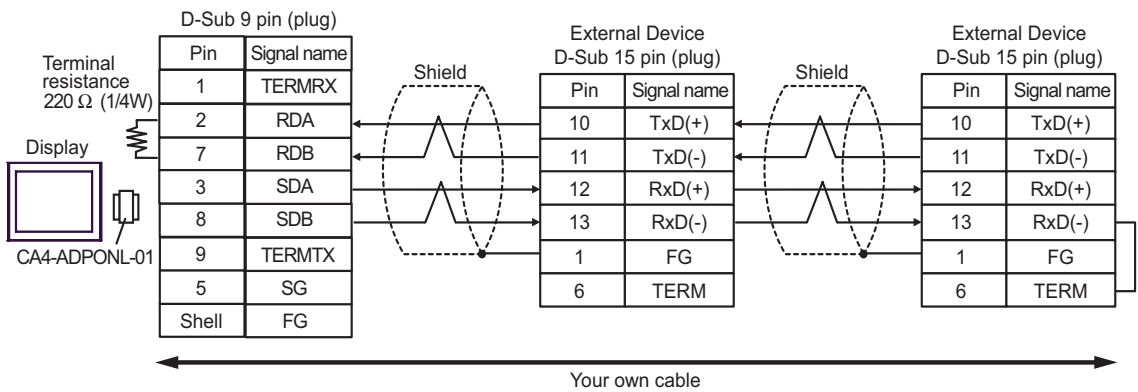 D-Sub 9 pin (plug)
Pin Signal name
1 TERMRX
2 RDA
7 RDB
3 SDA
8 SDB
9 TERMTX
5 SG
Shell FG
Terminal
resistance
220 Ω (1/4W)
Display
CA4-ADPONL-01
Shield
External Device
D-Sub 15 pin (plug)
Pin Signal name
10 TxD(+)
11 TxD(-)
12 RxD(+)
13 RxD(-)
1 FG
6 TERM
Shield
External Device
D-Sub 15 pin (plug)
Pin Signal name
10 TxD(+)
11 TxD(-)
12 RxD(+)
13 RxD(-)
1 FG
6 TERM
Your own cable